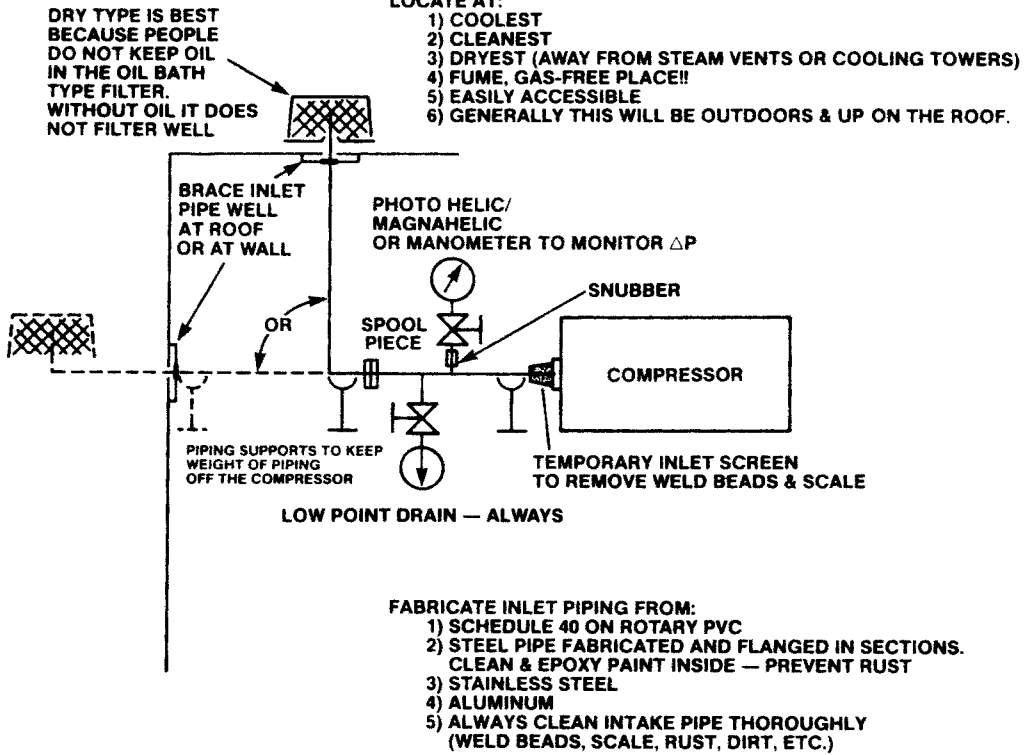 DRY TYPE IS BEST
BECAUSE PEOPLE
DO NOT KEEP OIL
IN THE OIL BATH
TYPE FILTER.
WITHOUT OIL IT DOES
NOT FILTER WELL
LOCATE AT:
1) COOLEST
2) CLEANEST
3) DRYEST (AWAY FROM STEAM VENTS OR COOLING TOWERS)
4) FUME, GAS-FREE PLACE!!
5) EASILY ACCESSIBLE
6) GENERALLY THIS WILL BE OUTDOORS & UP ON THE ROOF.
BRACE INLET
PIPE WELL
AT ROOF
OR AT WALL
PHOTO HELIC/
MAGNAHELIC
OR MANOMETER TO MONITOR △P
SNUBBER
OR
SPOOL
PIECE
COMPRESSOR
PIPING SUPPORTS TO KEEP
WEIGHT OF PIPING
OFF THE COMPRESSOR
TEMPORARY INLET SCREEN
TO REMOVE WELD BEADS & SCALE
LOW POINT DRAIN — ALWAYS
FABRICATE INLET PIPING FROM:
1) SCHEDULE 40 ON ROTARY PVC
2) STEEL PIPE FABRICATED AND FLANGED IN SECTIONS.
CLEAN & EPOXY PAINT INSIDE — PREVENT RUST
3) STAINLESS STEEL
4) ALUMINUM
5) ALWAYS CLEAN INTAKE PIPE THOROUGHLY
(WELD BEADS, SCALE, RUST, DIRT, ETC.)